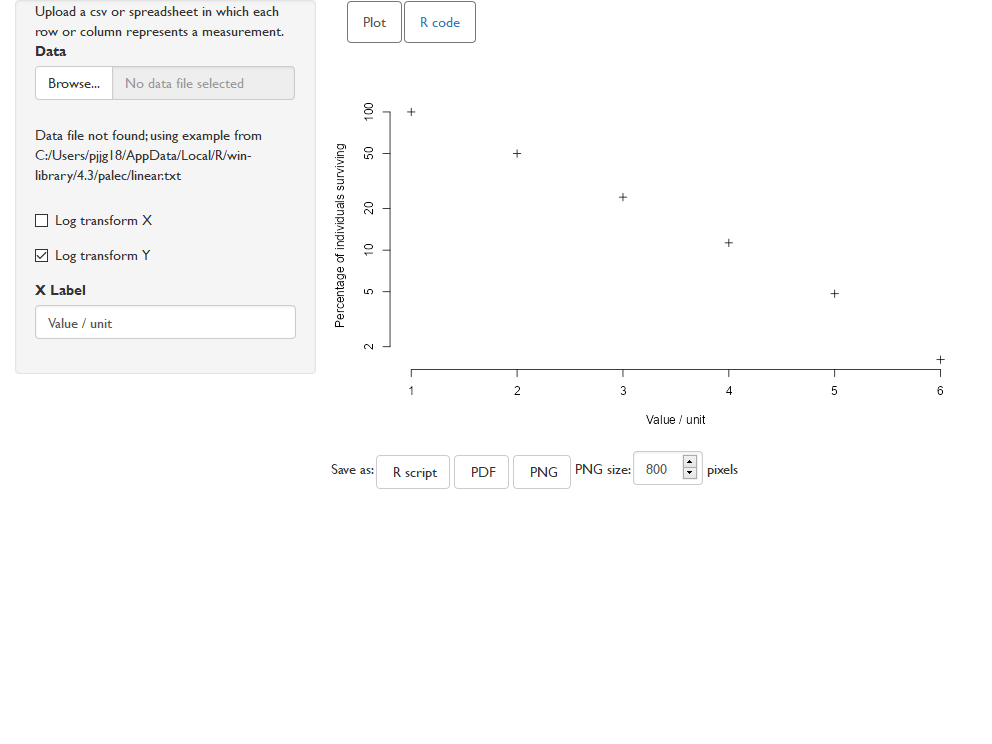 Upload a csv or spreadsheet in which each
row or column represents a measurement.
Data
Browse... No data file selected
Data file not found; using example from
C:/Users/pjjg18/AppData/Local/R/win-
library/4.3/palec/linear.txt
Log transform X
Log transform Y
X Label
Value / unit
Plot R code
Percentage of individuals surviving
100
50
20
10
5
2
1 2 3 4 5 6
Value / unit
Save as: R script PDF PNG PNG size: 800 pixels